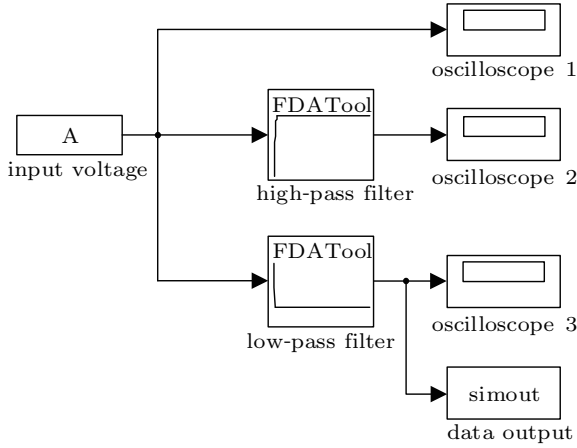 oscilloscope 1
FDATool
A
input voltage
high-pass filter
oscilloscope 2
FDATool
low-pass filter
oscilloscope 3
simout
data output